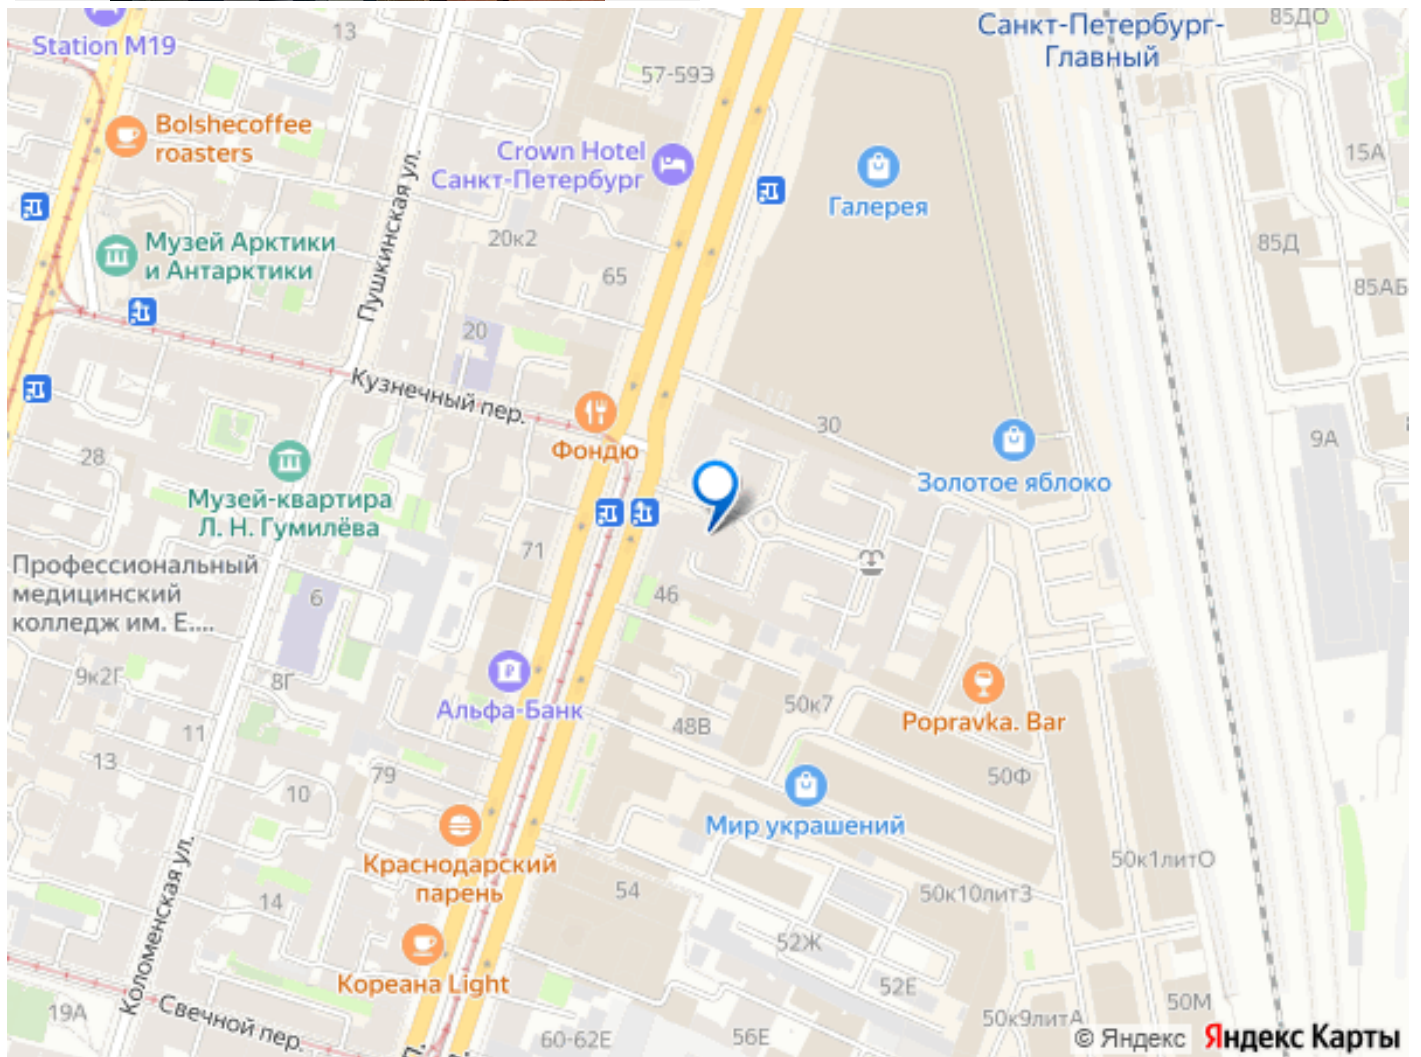 Station M19
13
57-59Э
Санкт-Петербург-
Главный
85ДО
Bolshecoffee
roasters
Crown Hotel
Санкт-Петербург
15А
Пушкинская ул.
Галерея
Музей Арктики
и Антарктики
20к2
65
85Д
85АБ
20
Кузнечный пер.
Фондю
30
Золотое яблоко
9А
28
Музей-квартира
Л. Н. Гумилёва
71
Профессиональный
медицинский
колледж им. Е....
6
46
9к2Г
8Г
Альфа-Банк
50к7
Popravka. Bar
11
48В
13
79
10
50Ф
Мир украшений
Краснодарский
парень
50к1литО
14
54
50к10литЗ
Коломенская ул.
52Ж
Кореана Light
52Е
19А
Свечной пер.
60-62Е
56Е
50к9литА
50М
© Яндекс Яндекс Карты